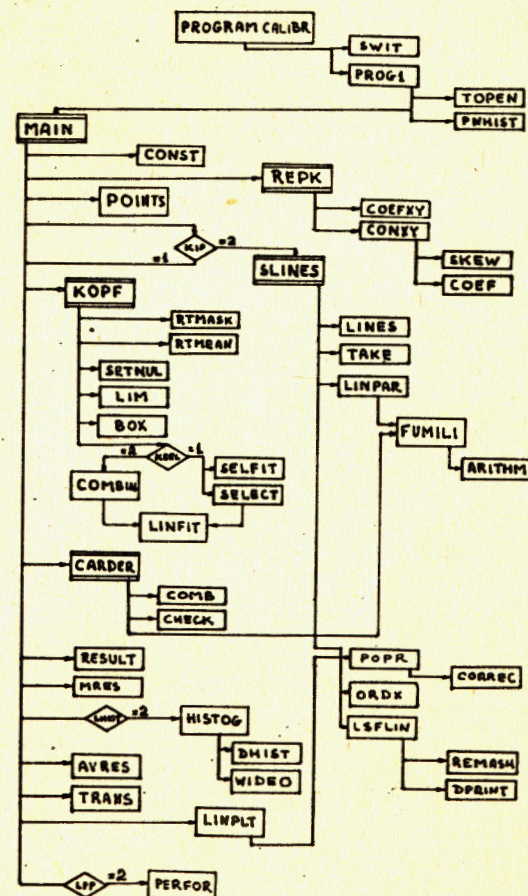 PROGRAM CALIBR
SWIT
PROG1
TOPEN
PNHIST
MAIN
CONST
REPK
POINTS
COEFXY
CONXY
=2
=1
SLINES
SKEW
COEF
KOPF
RTMASK
RTMEAN
LINES
TAKE
SETNUL
LIM
LINPAR
BOX
FUMILI
=2
=1
SELFIT
ARITHM
COMBIN
SELECT
LINFIT
CARDER
COMB
CHECK
RESULT
POPR
CORREC
MRES
ORDX
=2
HISTOG
LSFLIN
DHIST
AVRES
WIDEO
REMASH
DPRINT
TRANS
LINPLT
LPP
=2
PERFOR